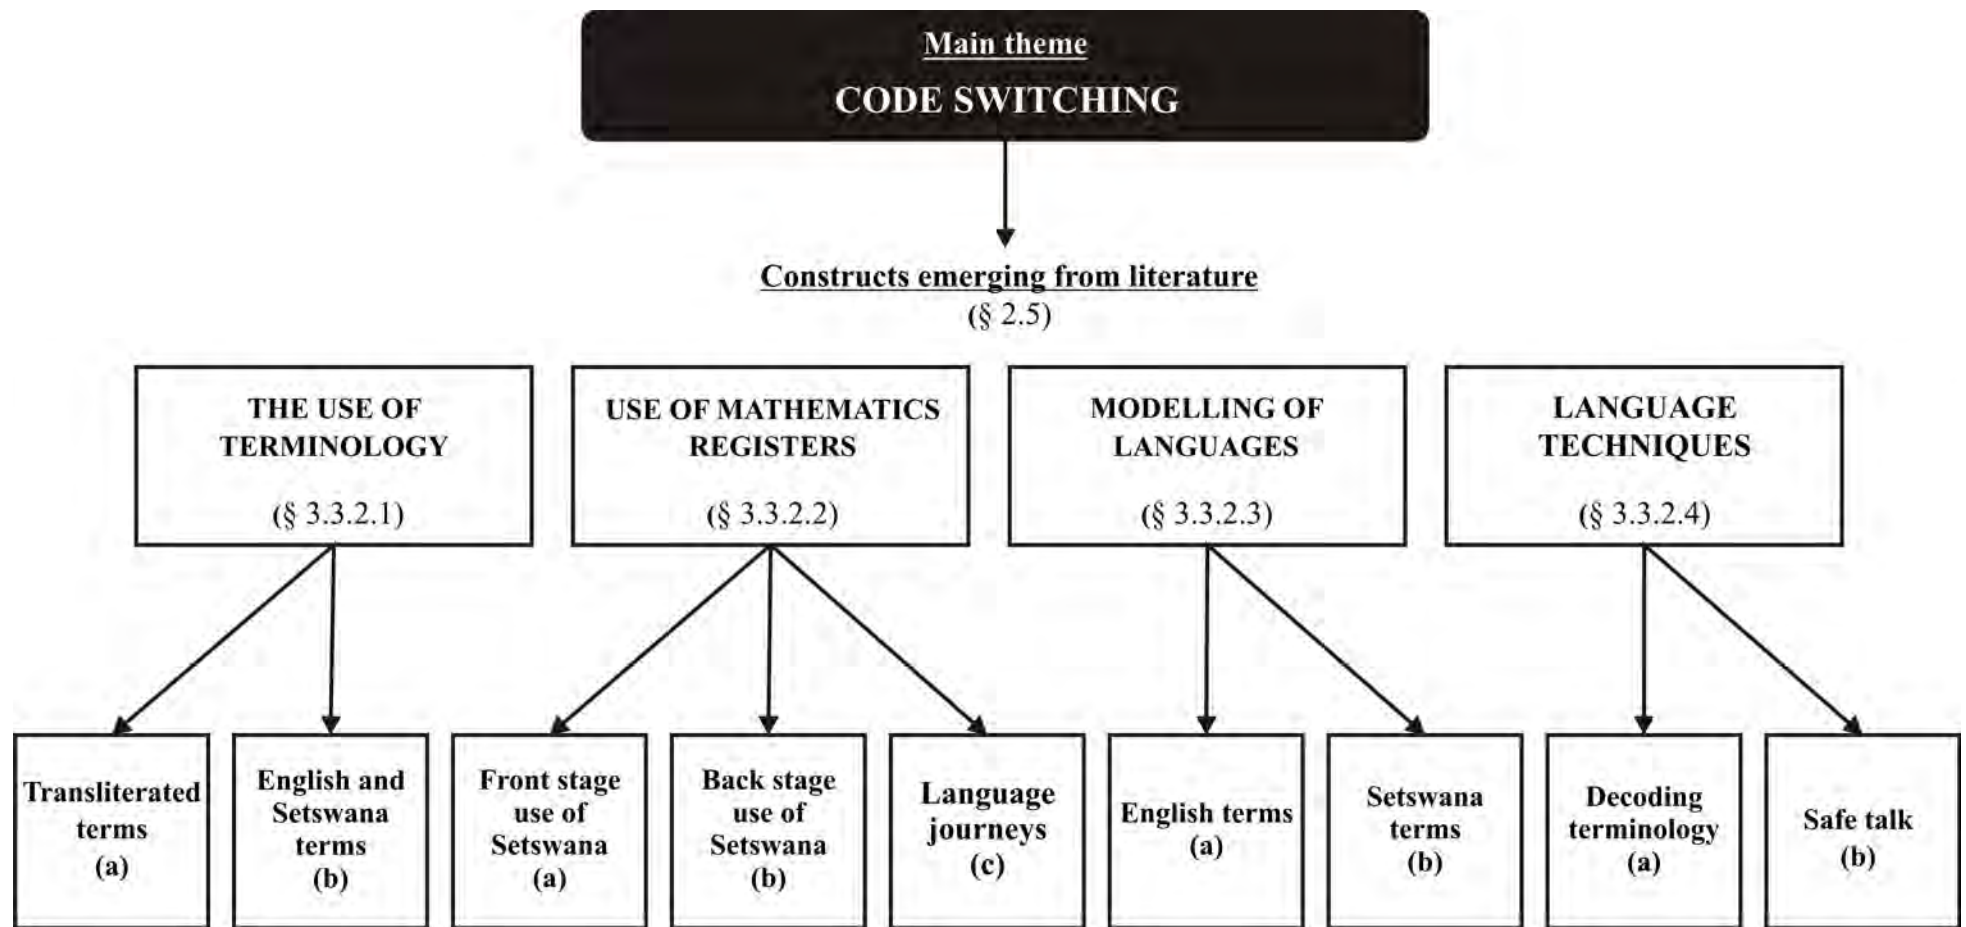 Main theme
CODE SWITCHING
Constructs emerging from literature
(§ 2.5)
THE USE OF
TERMINOLOGY
(§ 3.3.2.1)
USE OF MATHEMATICS
REGISTERS
(§ 3.3.2.2)
MODELLING OF
LANGUAGES
(§ 3.3.2.3)
LANGUAGE
TECHNIQUES
(§ 3.3.2.4)
Transliterated
terms
(a)
English and
Setswana
terms
(b)
Front stage
use of
Setswana
(a)
Back stage
use of
Setswana
(b)
Language
journeys
(c)
English terms
(a)
Setswana
terms
(b)
Decoding
terminology
(a)
Safe talk
(b)